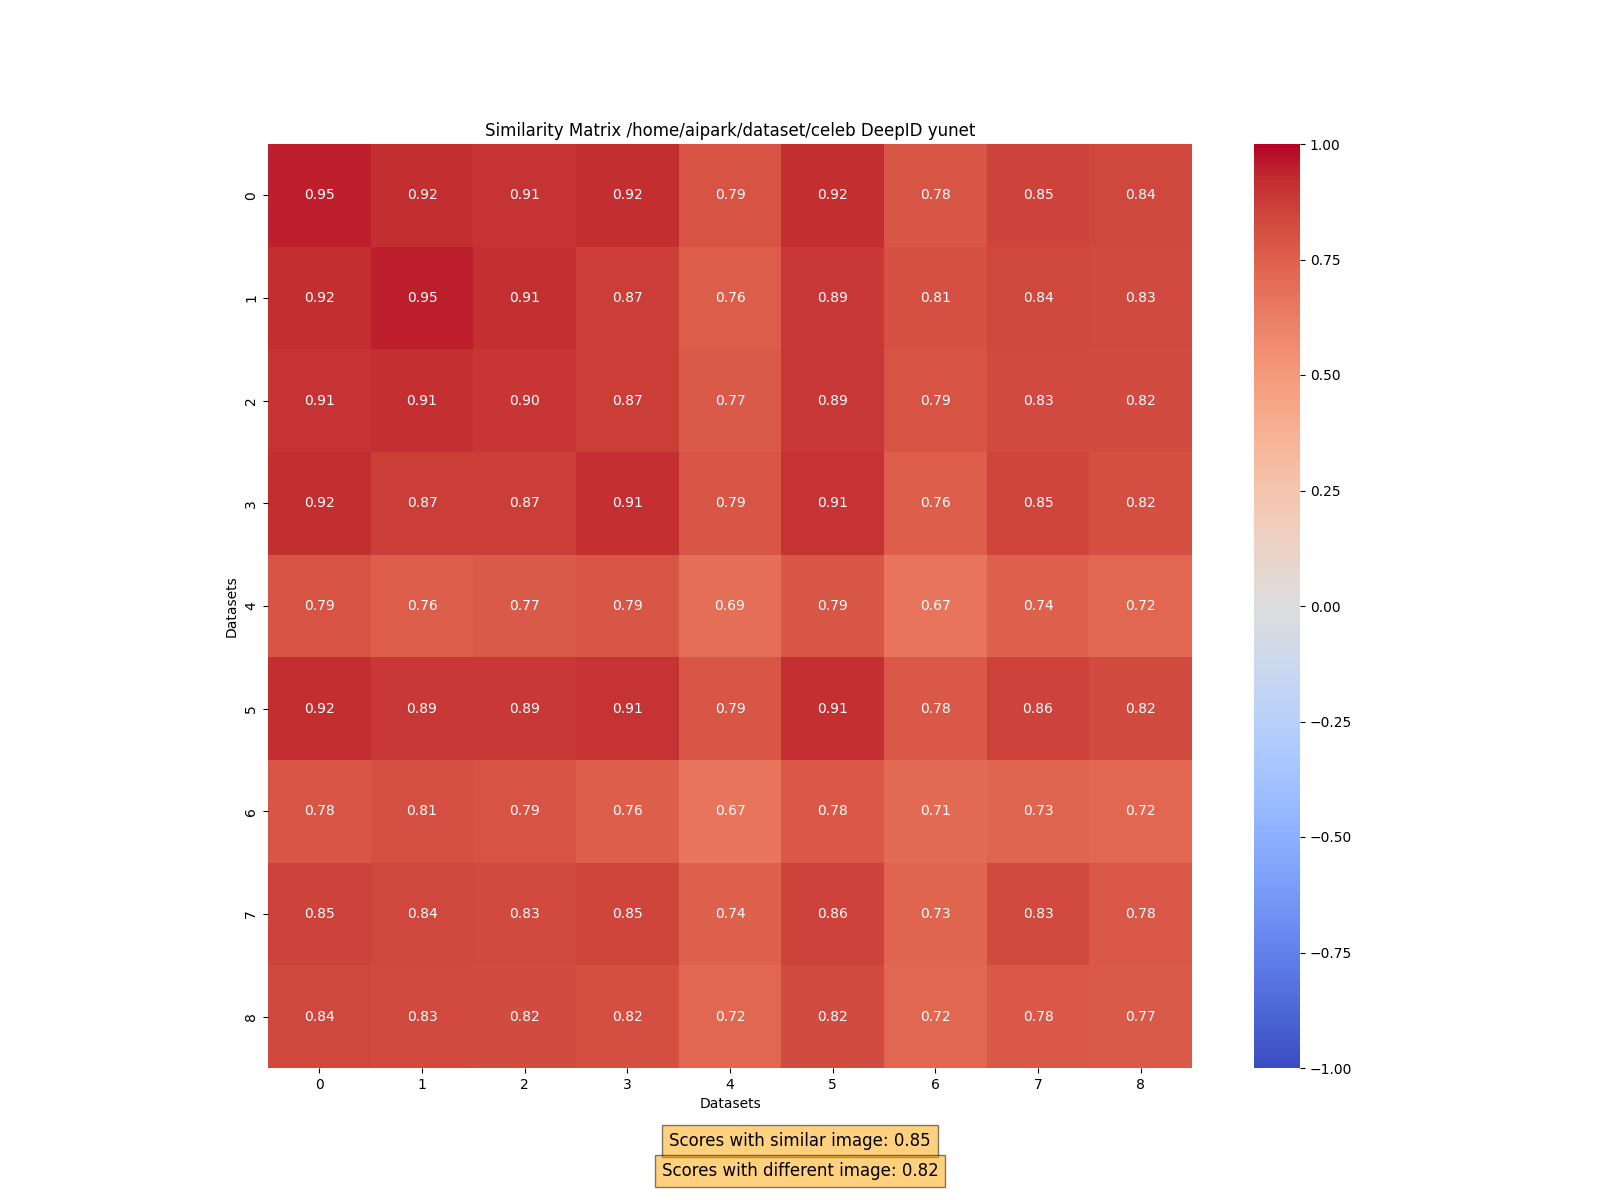 Similarity Matrix /home/aipark/dataset/celeb DeepID yunet
0 0.95 0.92 0.91 0.92 0.79 0.92 0.78 0.85 0.84
1 0.92 0.95 0.91 0.87 0.76 0.89 0.81 0.84 0.83
2 0.91 0.91 0.90 0.87 0.77 0.89 0.79 0.83 0.82
3 0.92 0.87 0.87 0.91 0.79 0.91 0.76 0.85 0.82
4 0.79 0.76 0.77 0.79 0.69 0.79 0.67 0.74 0.72
5 0.92 0.89 0.89 0.91 0.79 0.91 0.78 0.86 0.82
6 0.78 0.81 0.79 0.76 0.67 0.78 0.71 0.73 0.72
7 0.85 0.84 0.83 0.85 0.74 0.86 0.73 0.83 0.78
8 0.84 0.83 0.82 0.82 0.72 0.82 0.72 0.78 0.77
0 1 2 3 4 5 6 7 8
Datasets
Datasets
1.00
0.75
0.50
0.25
0.00
−0.25
−0.50
−0.75
−1.00
Scores with similar image: 0.85
Scores with different image: 0.82